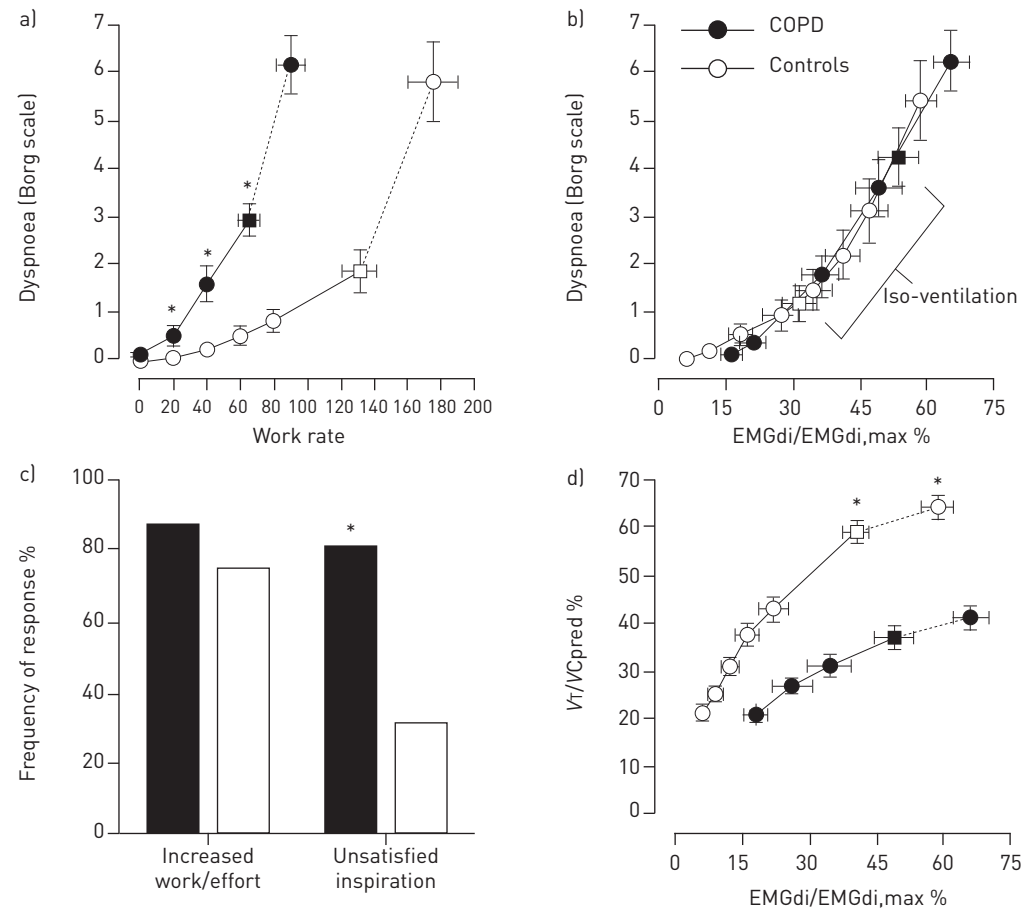 a)
Dyspnoea (Borg scale)
7
6
5
4
3
2
1
0
*
*
*
0 20 40 60 80 100 120 140 160 180 200
Work rate
b)
COPD
Controls
Dyspnoea (Borg scale)
7
6
5
4
3
2
1
0
Iso-ventilation
0 15 30 45 60 75
EMGdi/EMGdi,max %
c)
Frequency of response %
100
80
60
40
20
0
*
Increased
work/effort
Unsatisfied
inspiration
d)
VT/VCpred %
70
60
50
40
30
20
10
0
*
*
0 15 30 45 60 75
EMGdi/EMGdi,max %